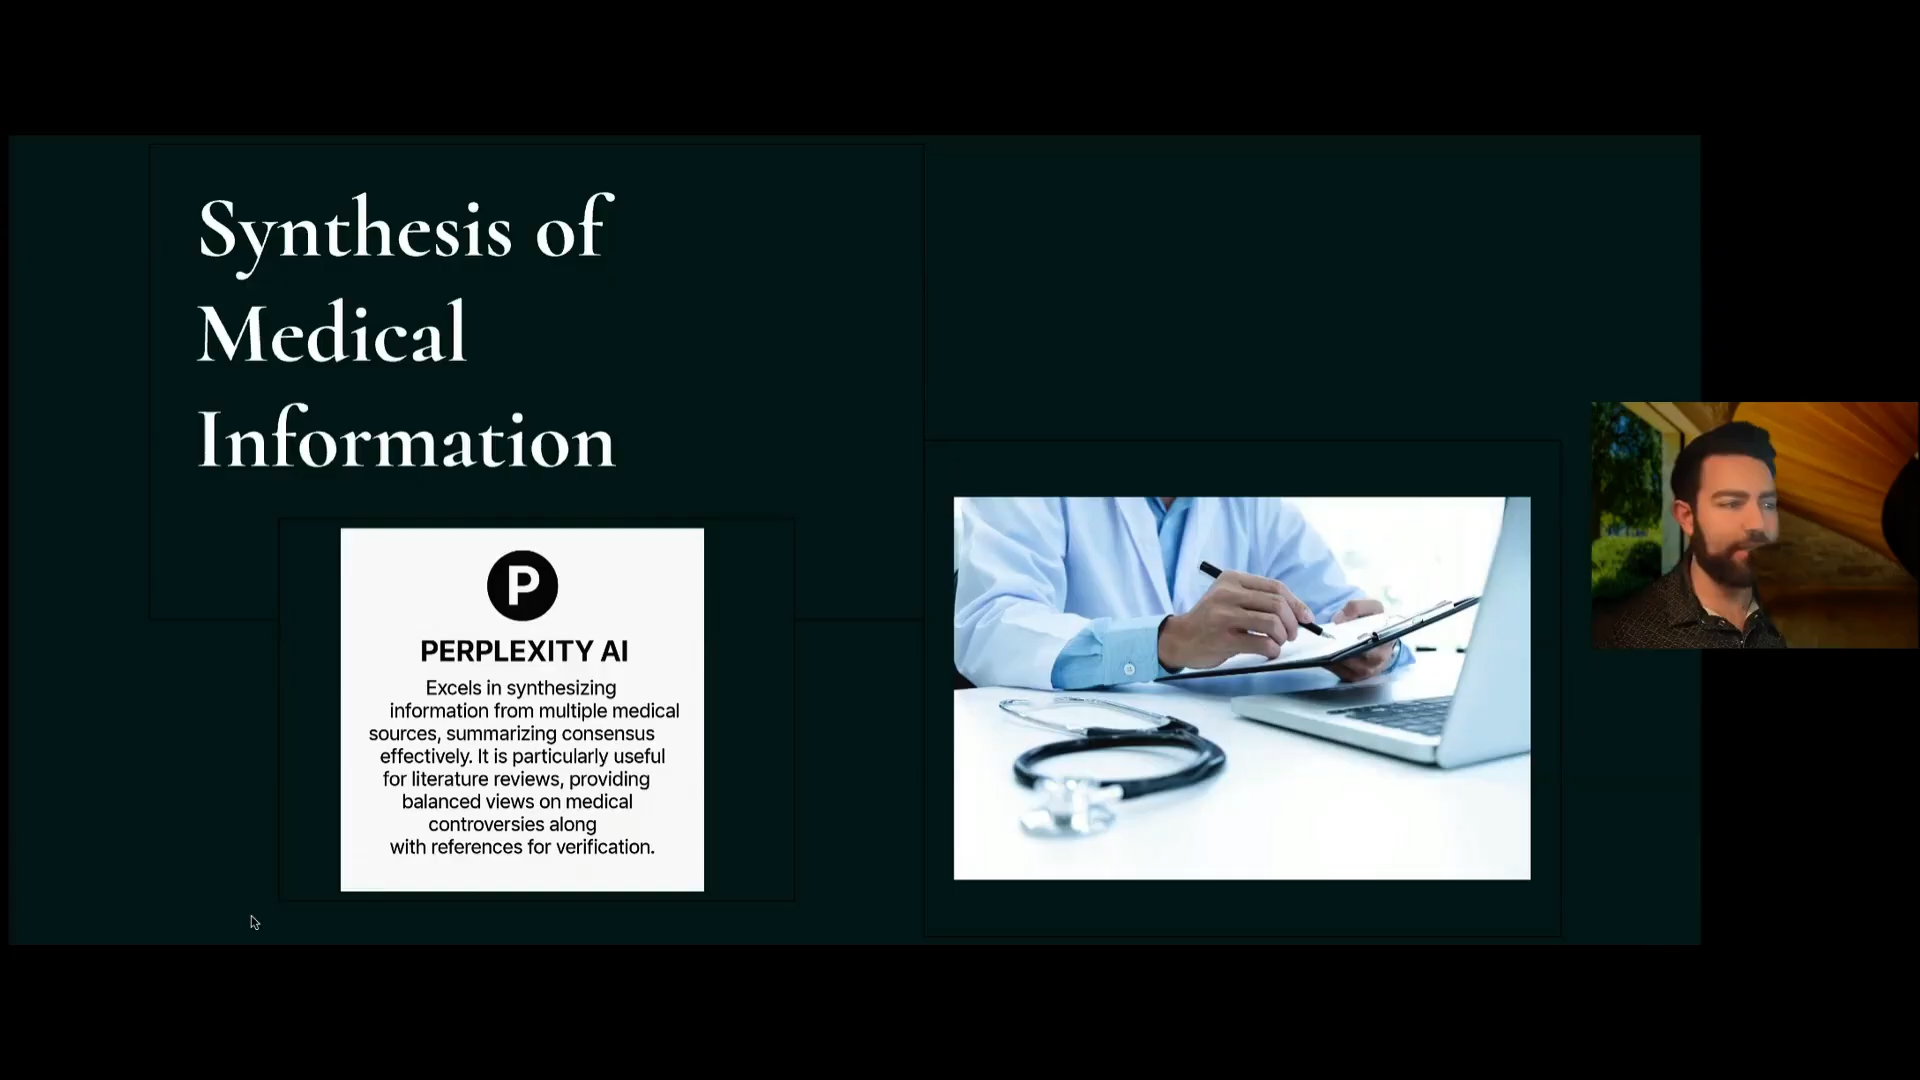 Synthesis of
Medical
Information
P
PERPLEXITY AI
Excels in synthesizing
information from multiple medical
sources, summarizing consensus
effectively. It is particularly useful
for literature reviews, providing
balanced views on medical
controversies along
with references for verification.